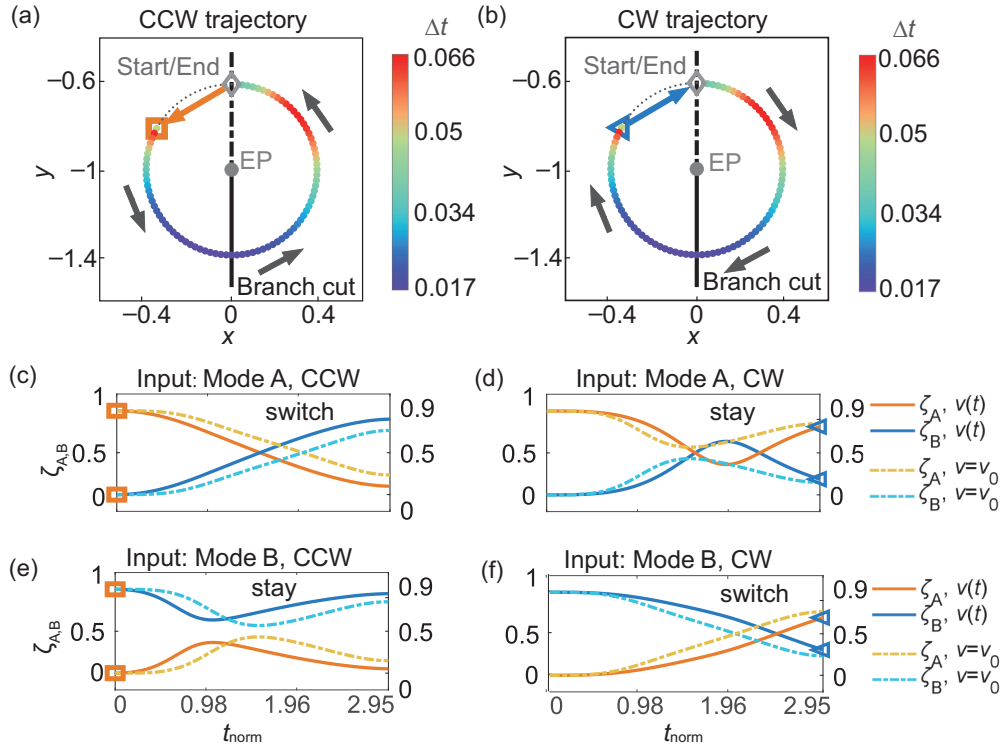 (a) CCW trajectory Δt
(b) CW trajectory Δt
Start/End
EP
Branch cut
y
−0.6
−1
−1.4
−0.4 0 0.4
x
0.066
0.05
0.034
0.017
Start/End
EP
Branch cut
y
−0.6
−1
−1.4
−0.4 0 0.4
x
0.066
0.05
0.034
0.017
(c) Input: Mode A, CCW
switch
ζA,B
1
0.5
0
0.9
0.5
0
(d) Input: Mode A, CW
stay
1
0.5
0
0.9
0.5
0
ζA, v(t)
ζB, v(t)
ζA, v=v0
ζB, v=v0
(e) Input: Mode B, CCW
stay
ζA,B
1
0.5
0
0.9
0.5
0
0 0.98 1.96 2.95
tnorm
(f) Input: Mode B, CW
switch
1
0.5
0
0.9
0.5
0
0 0.98 1.96 2.95
tnorm
ζA, v(t)
ζB, v(t)
ζA, v=v0
ζB, v=v0